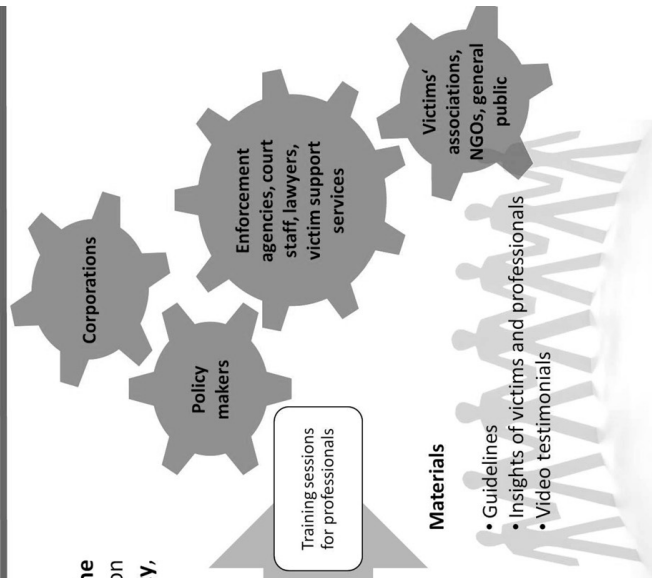 Corporations
Policy
makers
Enforcement
agencies, court
staff, lawyers,
victim support
services
Victims‘
associations,
NGOs, general
public
Training sessions
for professionals
Materials
• Guidelines
• Insights of victims and professionals
• Video testimonials